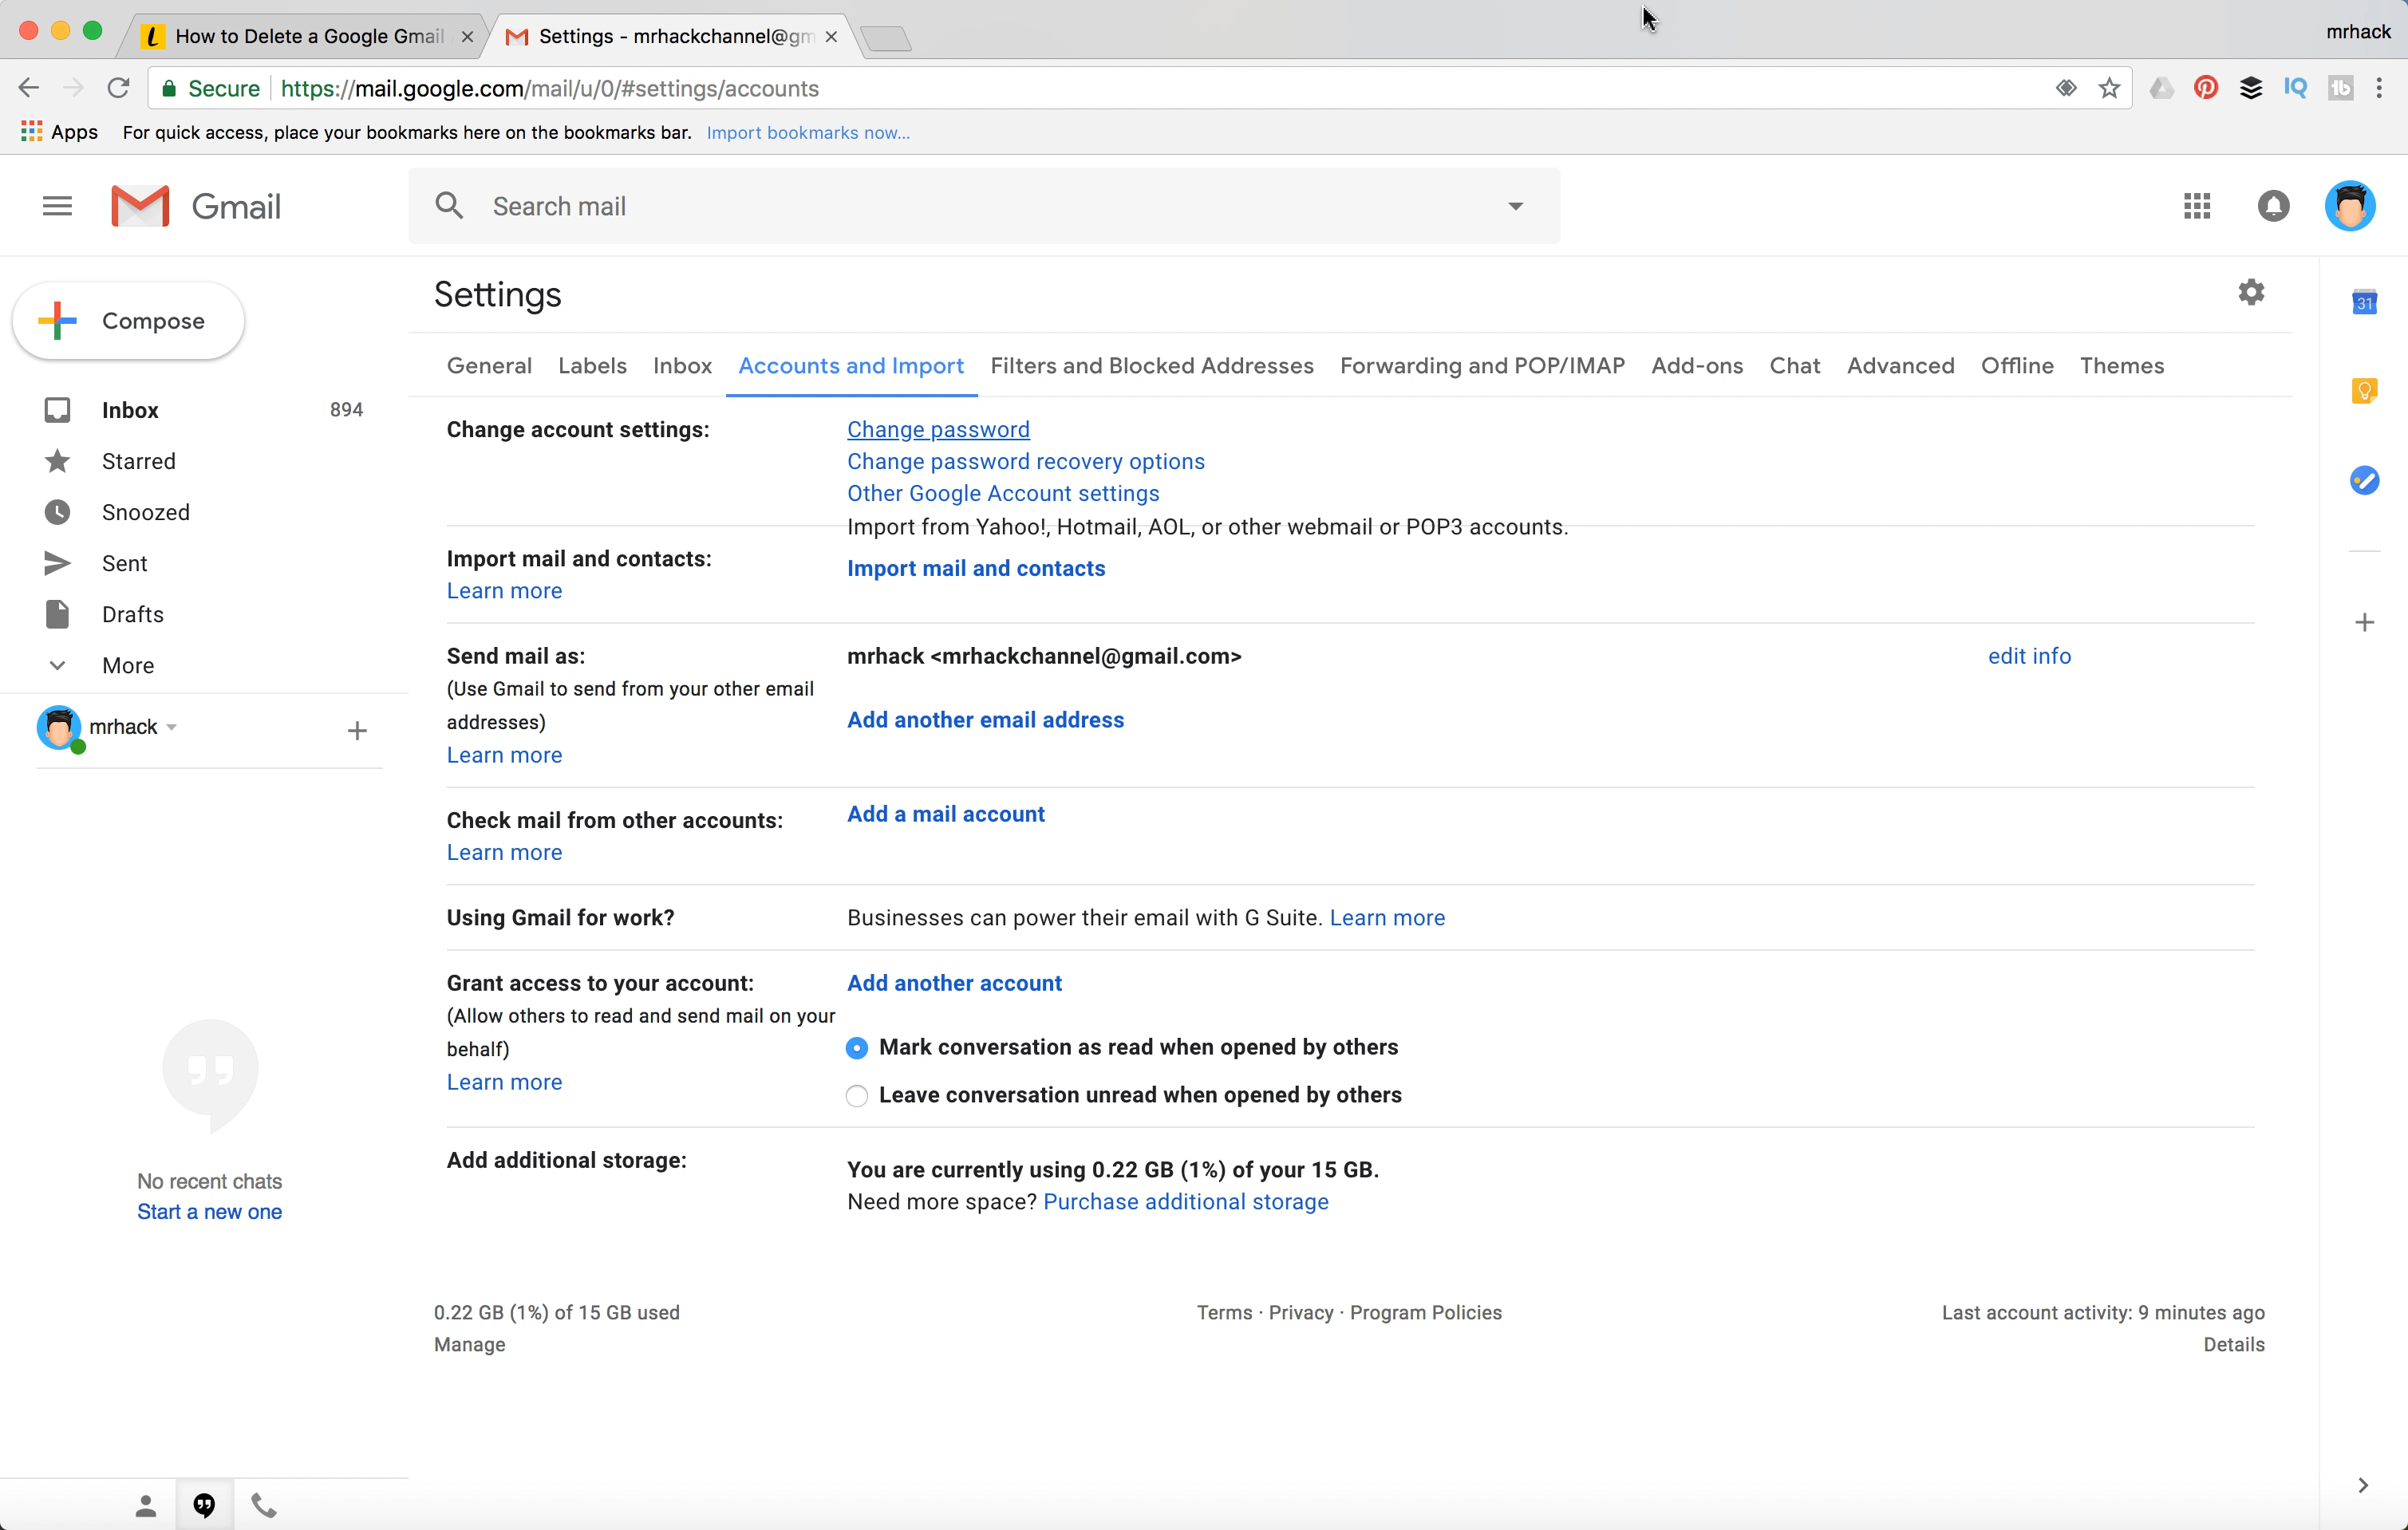 How to Delete a Google Gmail
Settings - mrhackchannel@gm
mrhack
Secure https://mail.google.com/mail/u/0/#settings/accounts
IQ
tb
Apps For quick access, place your bookmarks here on the bookmarks bar. Import bookmarks now...
Gmail
Search mail
Compose
Inbox 894
Starred
Snoozed
Sent
Drafts
More
mrhack
No recent chats
Start a new one
Settings
31
General Labels Inbox Accounts and Import Filters and Blocked Addresses Forwarding and POP/IMAP Add-ons Chat Advanced Offline Themes
Change account settings: Change password
Change password recovery options
Other Google Account settings
Import from Yahoo!, Hotmail, AOL, or other webmail or POP3 accounts.
Import mail and contacts: Import mail and contacts
Learn more
Send mail as: mrhack <mrhackchannel@gmail.com> edit info
(Use Gmail to send from your other email
addresses) Add another email address
Learn more
Check mail from other accounts: Add a mail account
Learn more
Using Gmail for work? Businesses can power their email with G Suite. Learn more
Grant access to your account: Add another account
(Allow others to read and send mail on your
behalf) Mark conversation as read when opened by others
Learn more Leave conversation unread when opened by others
Add additional storage: You are currently using 0.22 GB (1%) of your 15 GB.
Need more space? Purchase additional storage
0.22 GB (1%) of 15 GB used Terms · Privacy · Program Policies Last account activity: 9 minutes ago
Manage Details